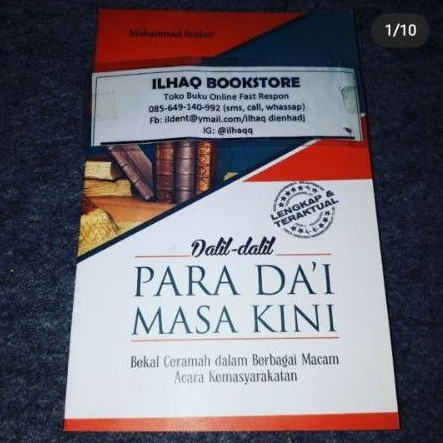 1/10
Muhammad Syukur
ILHAQ BOOKSTORE
Toko Buku Online Fast Respon
085-649-140-992 (sms, call, whassap)
Fb: ildent@ymail.com/ilhaq dienhadj
IG: @ilhaqq
LENGKAP &
TERAKTUAL
Dalil-dalil
PARA DA'I
MASA KINI
Bekal Ceramah dalam Berbagai Macam
Acara Kemasyarakatan